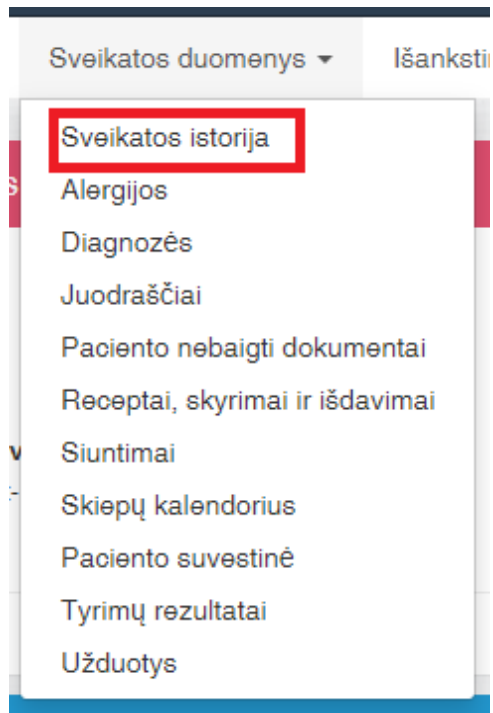 Sveikatos duomenys
Sveikatos istorija
Alergijos
Diagnozės
Juodraščiai
Paciento nebaigti dokumentai
Receptai, skyrimai ir išdavimai
Siuntimai
Skiepų kalendorius
Paciento suvestinė
Tyrimų rezultatai
Užduotys